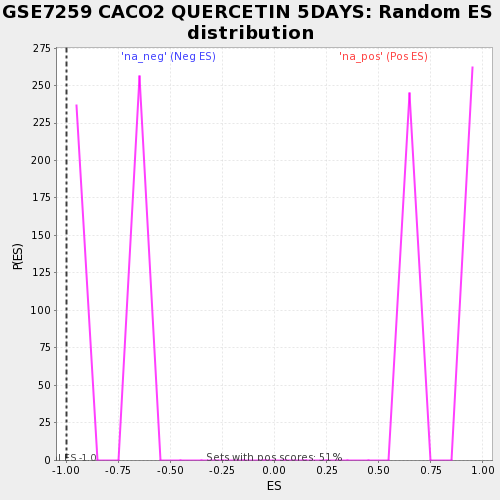 GSE7259 CACO2 QUERCETIN 5DAYS: Random ES
distribution
'na_neg' (Neg ES)
'na_pos' (Pos ES)
275
250
225
200
175
150
125
100
75
50
25
0
P(ES)
ES -1.0
Sets with pos scores: 51%
-1.00 -0.75 -0.50 -0.25 0.00 0.25 0.50 0.75 1.00
ES